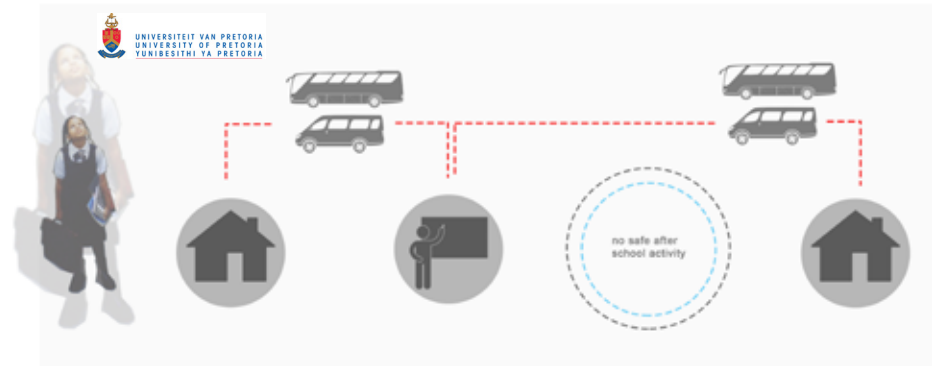 UNIVERSITEIT VAN PRETORIA
UNIVERSITY OF PRETORIA
YUNIBESITHI YA PRETORIA
no safe after
school activity